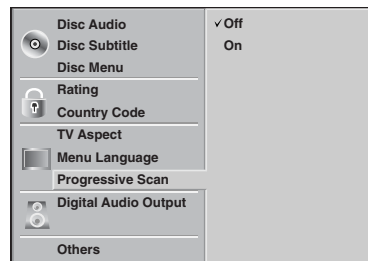 Disc Audio
Disc Subtitle
Disc Menu
Rating
Country Code
TV Aspect
Menu Language
Progressive Scan
Digital Audio Output
Others
✓ Off
On